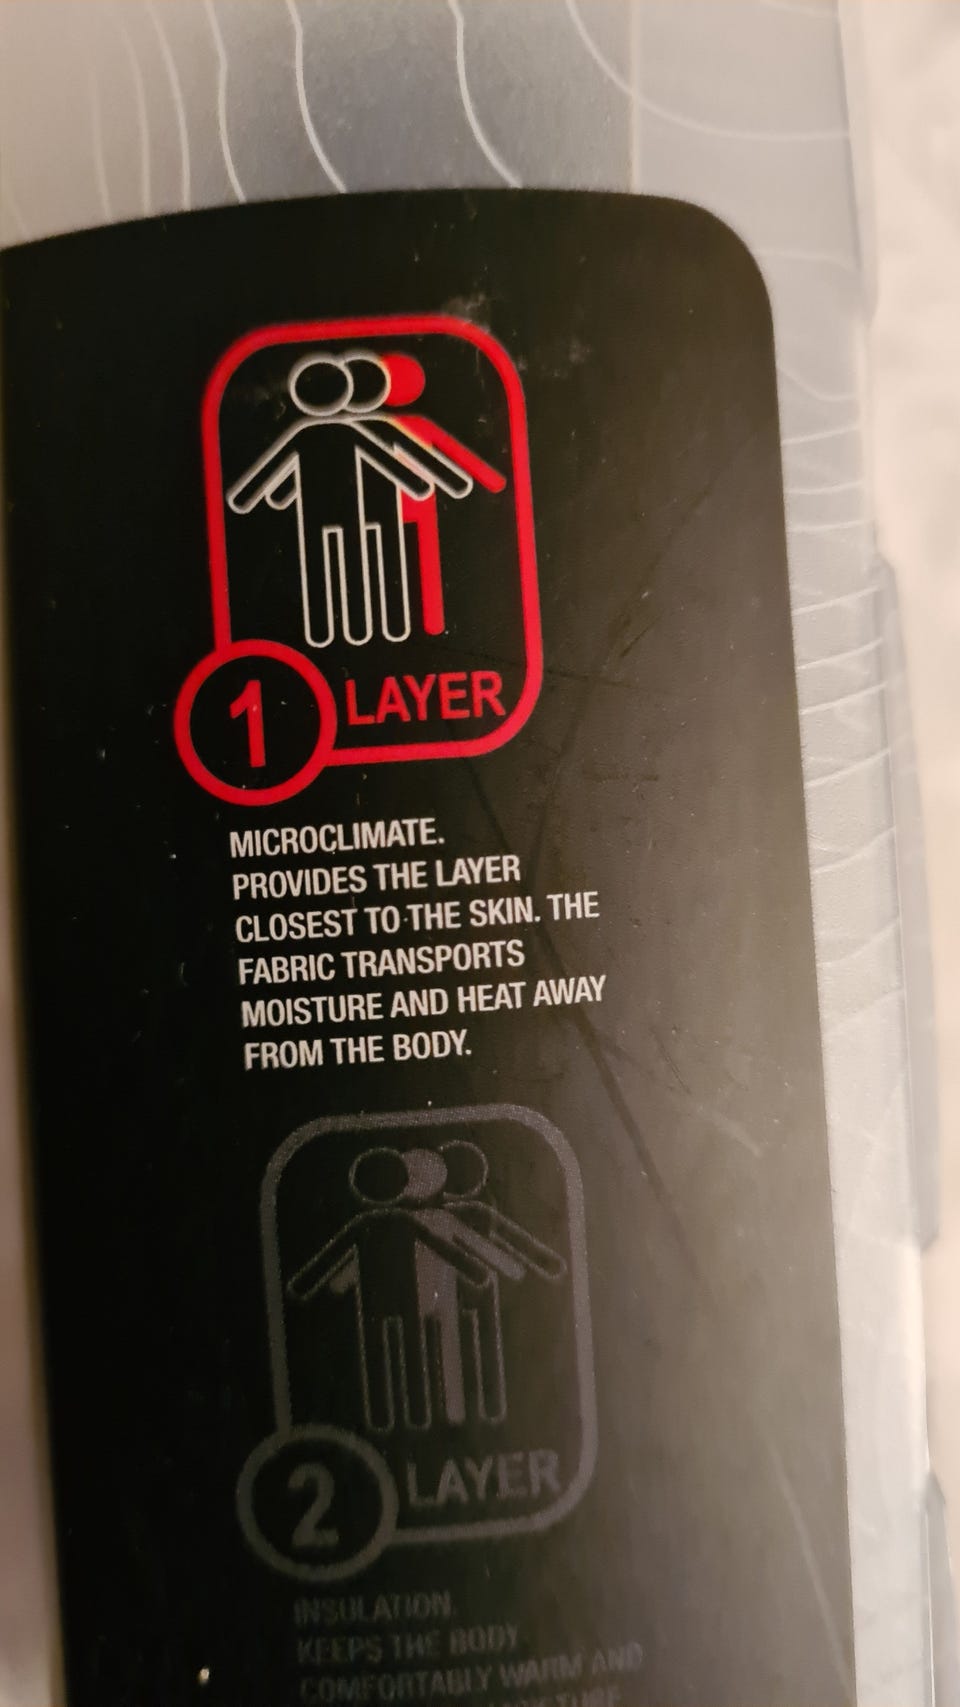 1 LAYER
MICROCLIMATE.
PROVIDES THE LAYER
CLOSEST TO THE SKIN. THE
FABRIC TRANSPORTS
MOISTURE AND HEAT AWAY
FROM THE BODY.
2 LAYER
INSULATION.
KEEPS THE BODY
COMFORTABLY WARM AND
MOISTURE